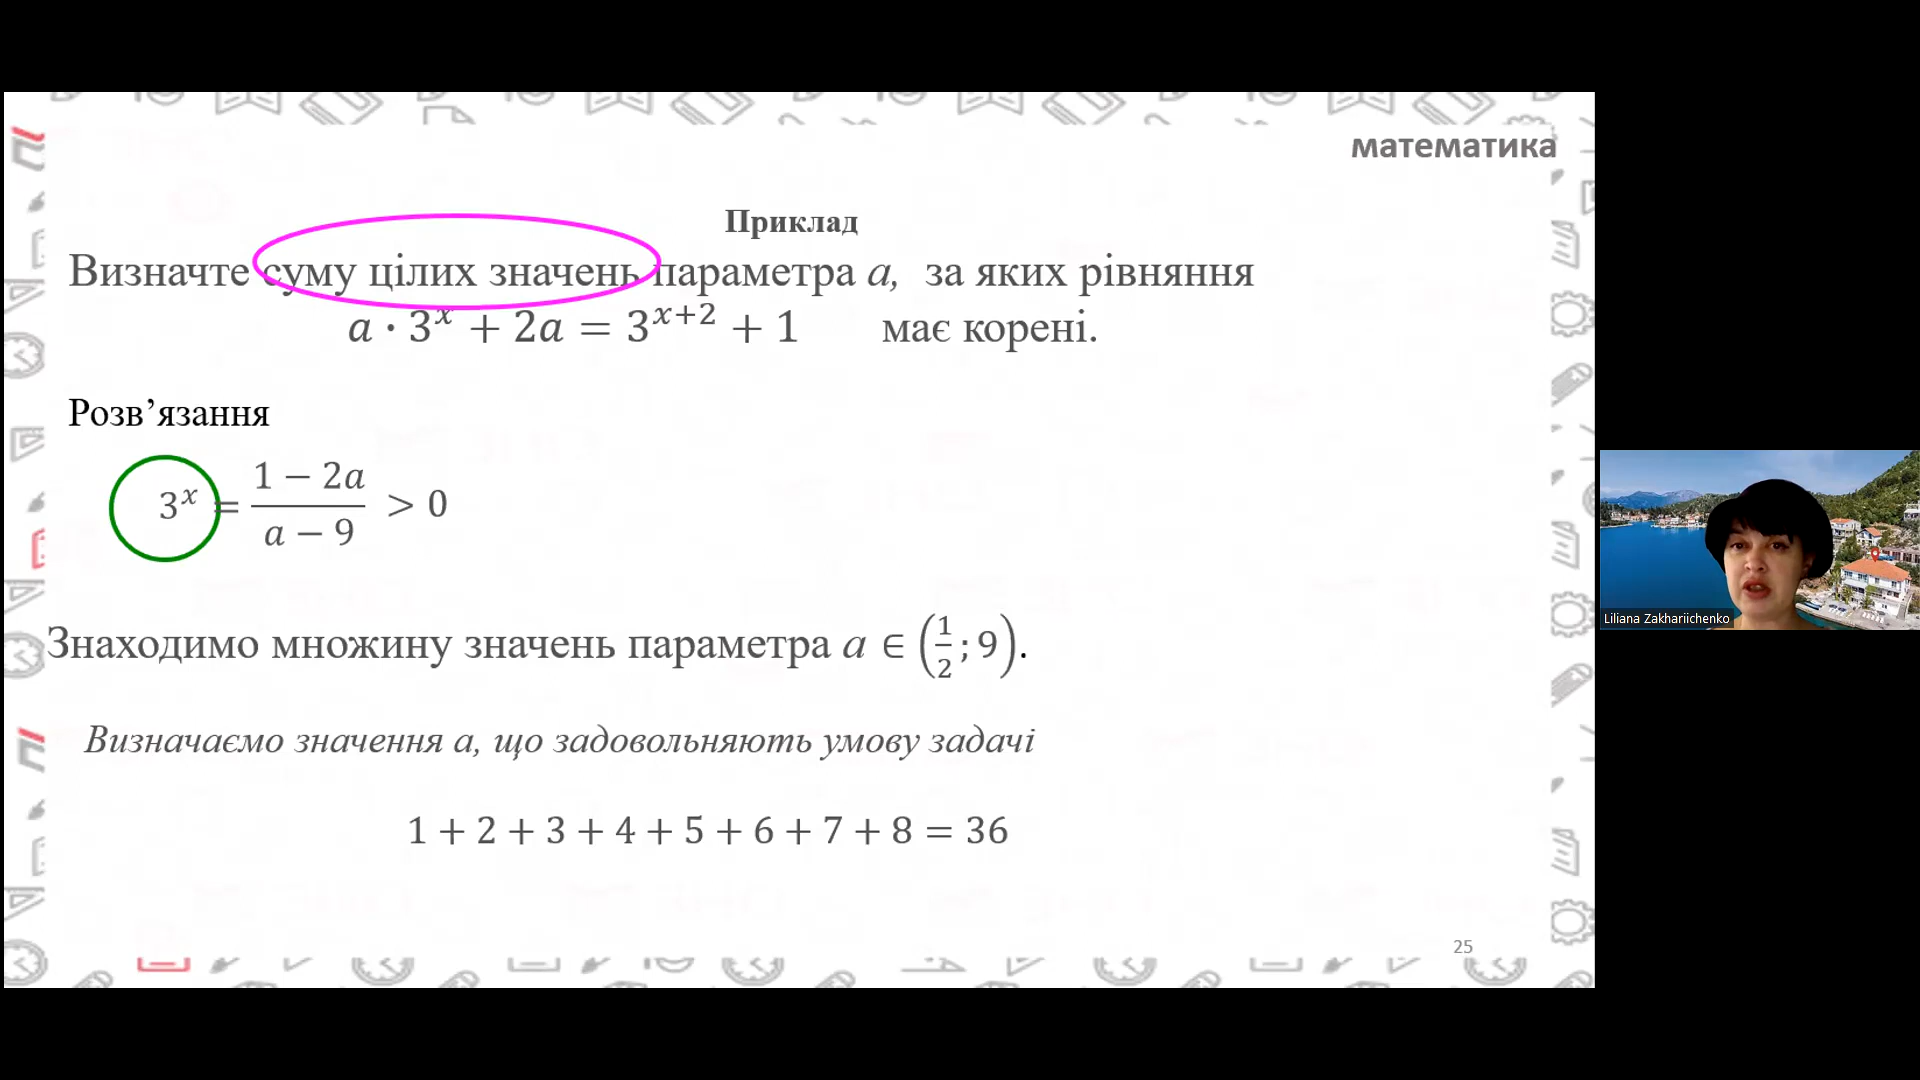 математика
Приклад
Визначте суму цілих значень параметра a, за яких рівняння
a · 3^x + 2a = 3^{x+2} + 1 має корені.
Розв’язання
3^x = \frac{1 − 2a}{a − 9} > 0
Знаходимо множину значень параметра a ∈ (\frac{1}{2}; 9).
Визначаємо значення а, що задовольняють умову задачі
1 + 2 + 3 + 4 + 5 + 6 + 7 + 8 = 36
25
Liliana Zakhariichenko